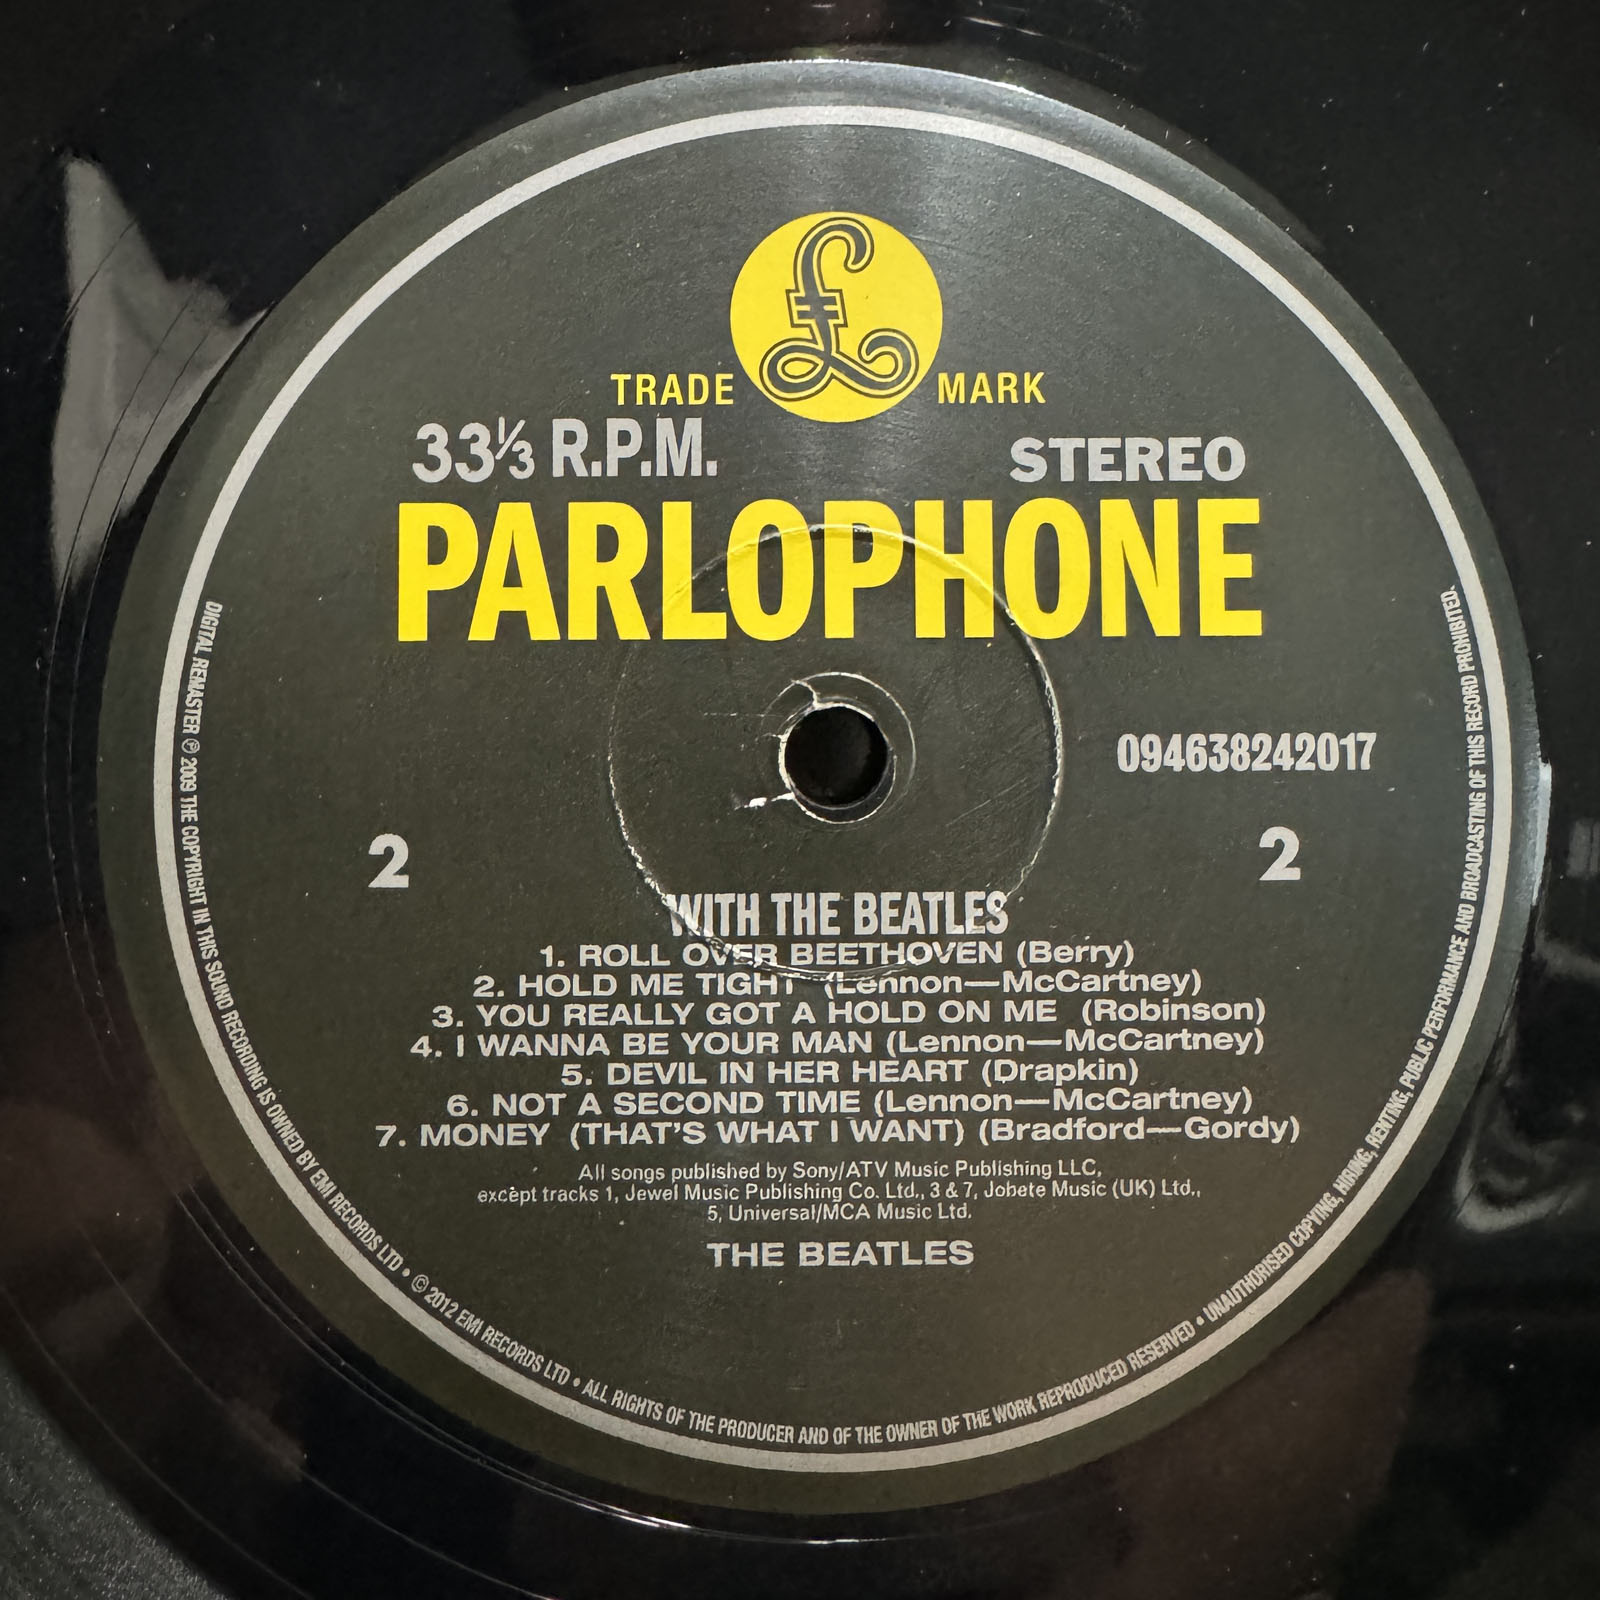 £
TRADE MARK
33⅓ R.P.M. STEREO
PARLOPHONE
094638242017
2 2
WITH THE BEATLES
1. ROLL OVER BEETHOVEN (Berry)
2. HOLD ME TIGHT (Lennon—McCartney)
3. YOU REALLY GOT A HOLD ON ME (Robinson)
4. I WANNA BE YOUR MAN (Lennon—McCartney)
5. DEVIL IN HER HEART (Drapkin)
6. NOT A SECOND TIME (Lennon—McCartney)
7. MONEY (THAT'S WHAT I WANT) (Bradford—Gordy)
All songs published by Sony/ATV Music Publishing LLC,
except tracks 1, Jewel Music Publishing Co. Ltd., 3 & 7, Jobete Music (UK) Ltd.,
5, Universal/MCA Music Ltd.
THE BEATLES
DIGITAL REMASTER ℗ 2009 THE COPYRIGHT IN THIS SOUND RECORDING IS OWNED BY EMI RECORDS LTD • © 2012 EMI RECORDS LTD • ALL RIGHTS OF THE PRODUCER AND OF THE OWNER OF THE WORK REPRODUCED RESERVED • UNAUTHORISED COPYING, HIRING, RENTING, PUBLIC PERFORMANCE AND BROADCASTING OF THIS RECORD PROHIBITED.